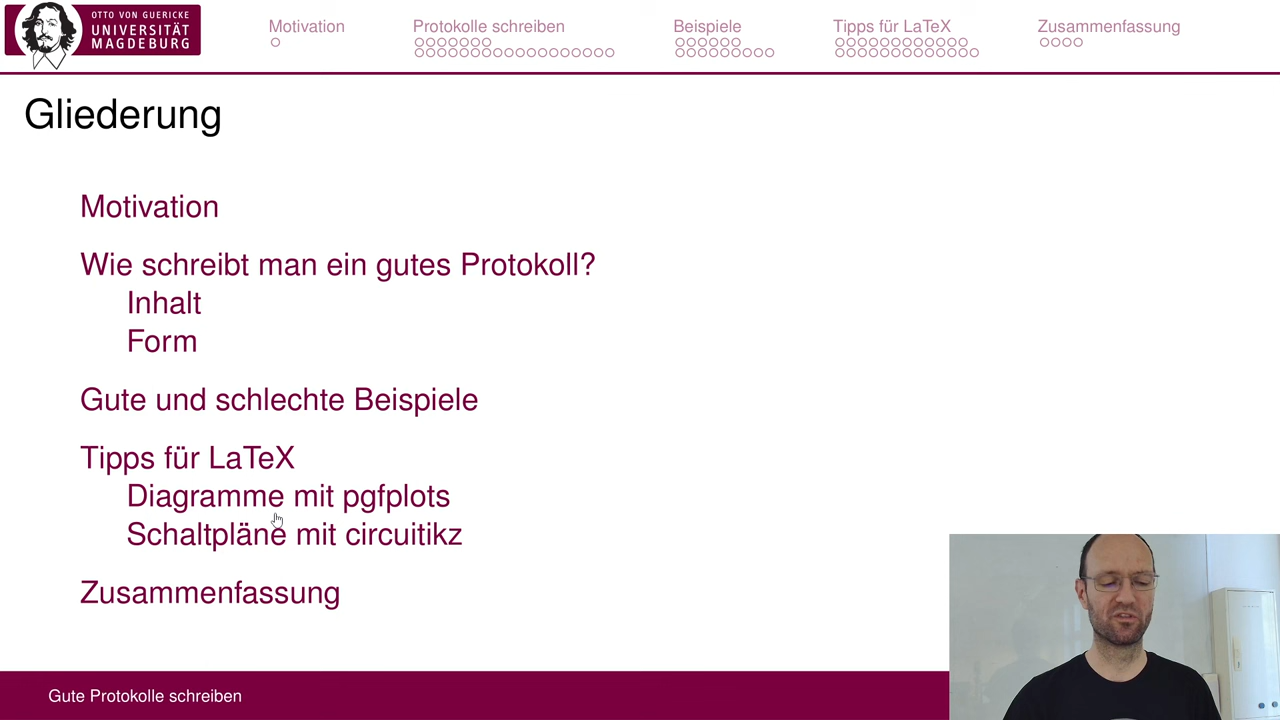 OTTO VON GUERICKE
UNIVERSITÄT
MAGDEBURG
Motivation
Protokolle schreiben
Beispiele
Tipps für LaTeX
Zusammenfassung
Gliederung
Motivation
Wie schreibt man ein gutes Protokoll?
Inhalt
Form
Gute und schlechte Beispiele
Tipps für LaTeX
Diagramme mit pgfplots
Schaltpläne mit circuitikz
Zusammenfassung
Gute Protokolle schreiben